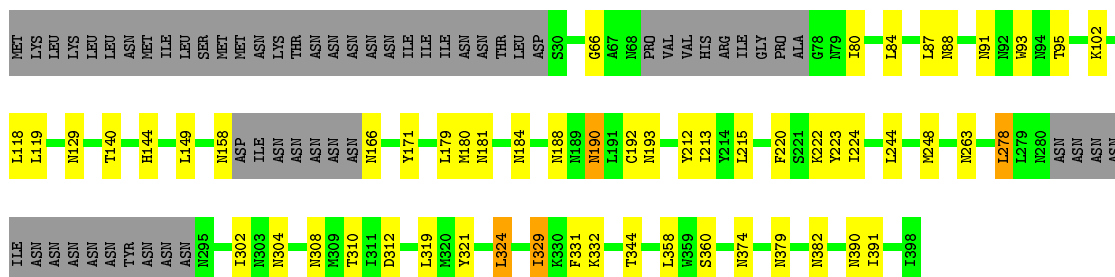 MET LYS LEU LYS LEU LEU ASN MET ILE LEU SER MET MET ASN LYS THR ASN ASN ASN ASN ASN ILE ILE ILE ASN ASN THR LEU ASP S30 G66 A67 N68 PRO VAL VAL HIS ARG ILE GLY PRO ALA G78 N79 I80 L84 L87 N88 N91 N92 W93 N94 T95 K102
L118 L119 N129 T140 H144 L149 N158 ASP ILE ASN ASN ASN ASN ASN N166 Y171 L179 M180 N181 N184 N188 N189 N190 L191 C192 N193 Y212 I213 Y214 L215 F220 S221 K222 Y223 I224 L244 M248 N263 L278 L279 N280 ASN ASN ASN ASN
ILE ASN ASN ASN ASN ASN TYR ASN ASN ASN N295 I302 N303 N304 N308 M309 T310 I311 D312 L319 M320 Y321 L324 I329 K330 F331 K332 T344 L358 W359 S360 N374 N379 N382 N390 I391 I398